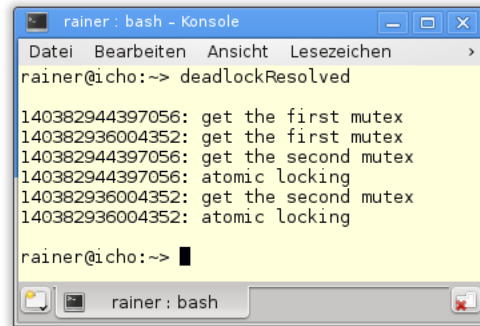 rainer : bash – Konsole
Datei Bearbeiten Ansicht Lesezeichen >
rainer@icho:~> deadlockResolved
140382944397056: get the first mutex
140382936004352: get the first mutex
140382944397056: get the second mutex
140382944397056: atomic locking
140382936004352: get the second mutex
140382936004352: atomic locking
rainer@icho:~>
rainer : bash